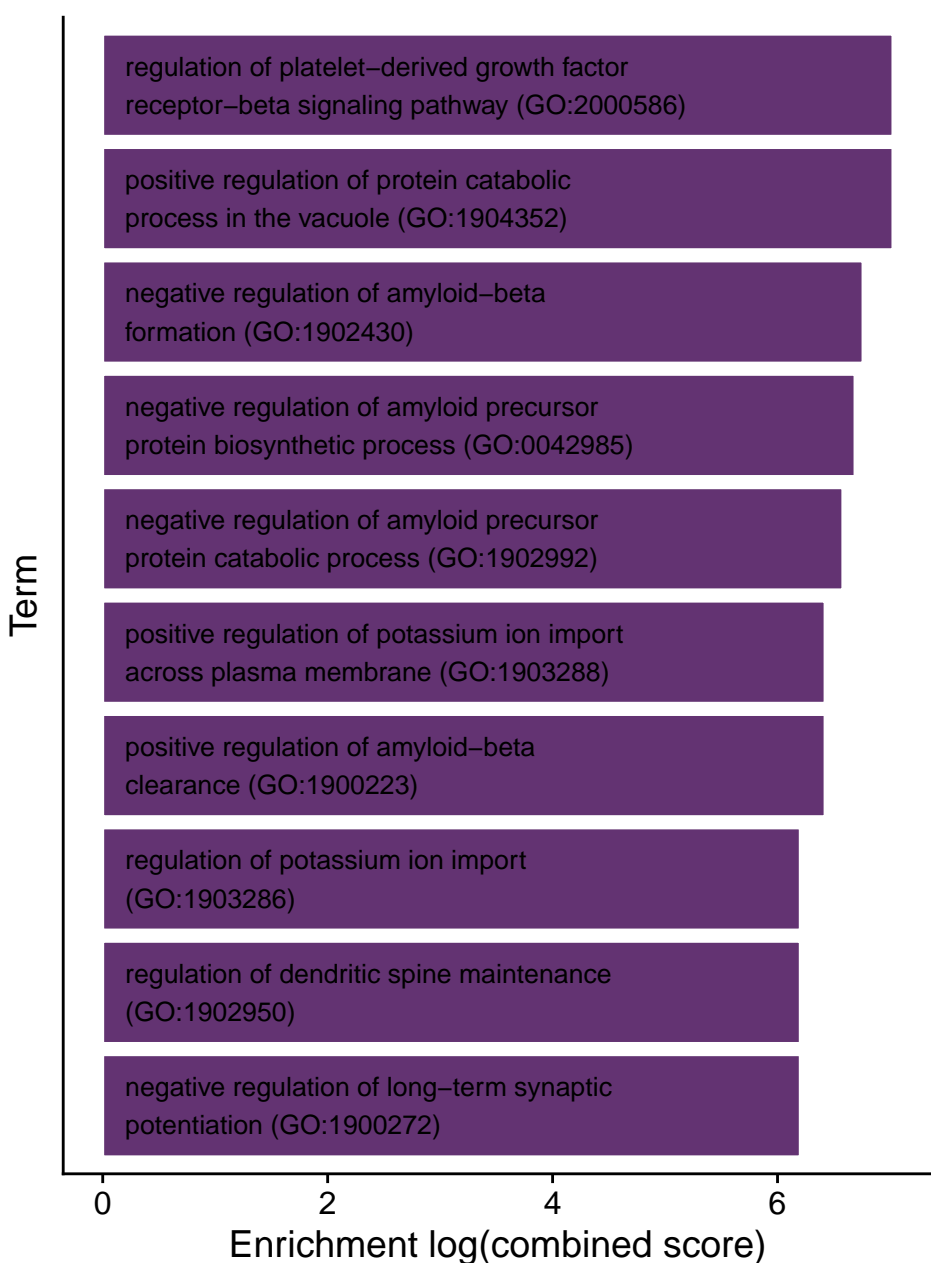 regulation of platelet−derived growth factor
receptor−beta signaling pathway (GO:2000586)
positive regulation of protein catabolic
process in the vacuole (GO:1904352)
negative regulation of amyloid−beta
formation (GO:1902430)
negative regulation of amyloid precursor
protein biosynthetic process (GO:0042985)
negative regulation of amyloid precursor
protein catabolic process (GO:1902992)
positive regulation of potassium ion import
across plasma membrane (GO:1903288)
positive regulation of amyloid−beta
clearance (GO:1900223)
regulation of potassium ion import
(GO:1903286)
regulation of dendritic spine maintenance
(GO:1902950)
negative regulation of long−term synaptic
potentiation (GO:1900272)
Term
0 2 4 6
Enrichment log(combined score)